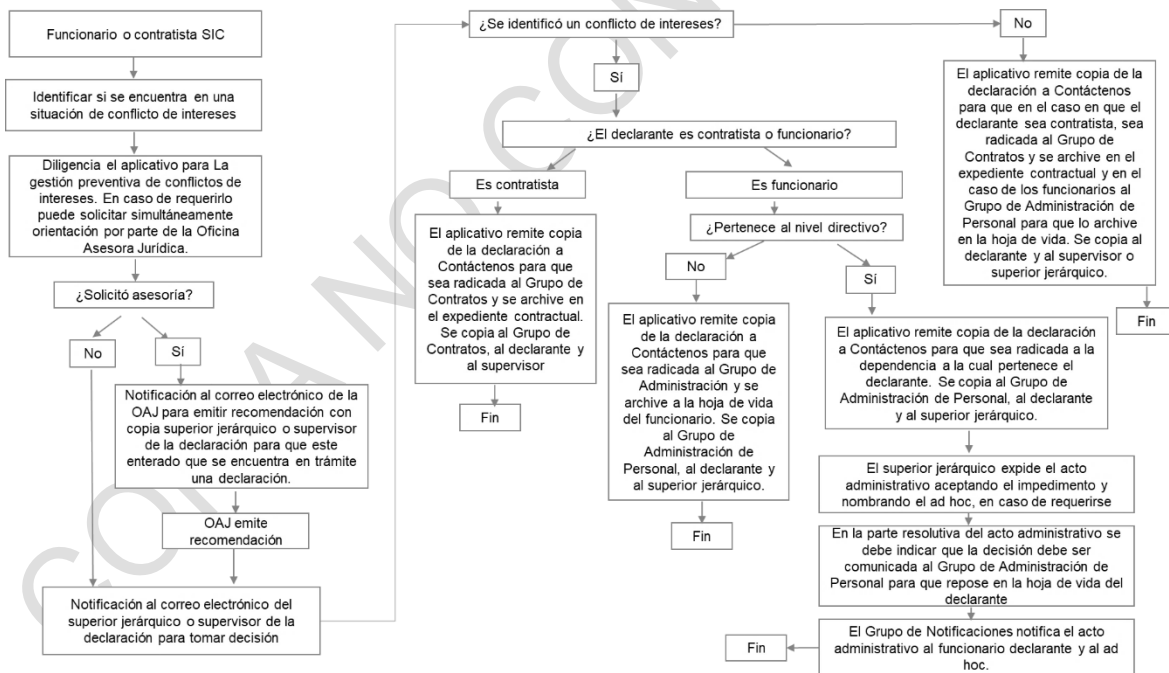 Funcionario o contratista SIC
Identificar si se encuentra en una
situación de conflicto de intereses
Diligencia el aplicativo para La
gestión preventiva de conflictos de
intereses. En caso de requerirlo
puede solicitar simultáneamente
orientación por parte de la Oficina
Asesora Jurídica.
¿Solicitó asesoría?
No
Sí
Notificación al correo electrónico de la
OAJ para emitir recomendación con
copia superior jerárquico o supervisor
de la declaración para que este
enterado que se encuentra en trámite
una declaración.
OAJ emite
recomendación
Notificación al correo electrónico del
superior jerárquico o supervisor de la
declaración para tomar decisión
¿Se identificó un conflicto de intereses?
No
Sí
El aplicativo remite copia de la
declaración a Contáctenos
para que en el caso en que el
declarante sea contratista, sea
radicada al Grupo de
Contratos y se archive en el
expediente contractual y en el
caso de los funcionarios al
Grupo de Administración de
Personal para que lo archive
en la hoja de vida. Se copia al
declarante y al supervisor o
superior jerárquico.
Fin
¿El declarante es contratista o funcionario?
Es contratista
El aplicativo remite copia
de la declaración a
Contáctenos para que
sea radicada al Grupo de
Contratos y se archive en
el expediente contractual.
Se copia al Grupo de
Contratos, al declarante y
al supervisor
Fin
Es funcionario
¿Pertenece al nivel directivo?
No
Sí
El aplicativo remite copia de
la declaración a
Contáctenos para que
sea radicada al Grupo de
Administración y se
archive a la hoja de vida
del funcionario. Se copia
al Grupo de
Administración de
Personal, al declarante y
al superior jerárquico.
Fin
El aplicativo remite copia de la declaración
a Contáctenos para que sea radicada a la
dependencia a la cual pertenece el
declarante. Se copia al Grupo de
Administración de Personal, al declarante
y al superior jerárquico.
El superior jerárquico expide el acto
administrativo aceptando el impedimento y
nombrando el ad hoc, en caso de requerirse
En la parte resolutiva del acto administrativo se
debe indicar que la decisión debe ser
comunicada al Grupo de Administración de
Personal para que repose en la hoja de vida del
declarante
El Grupo de Notificaciones notifica el acto
administrativo al funcionario declarante y al ad
hoc.
Fin
COPIA NO CON